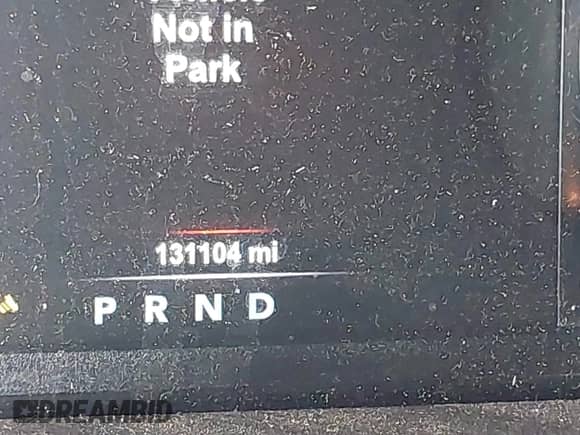 Not in
Park
131104 mi
P R N D
DREAMBID